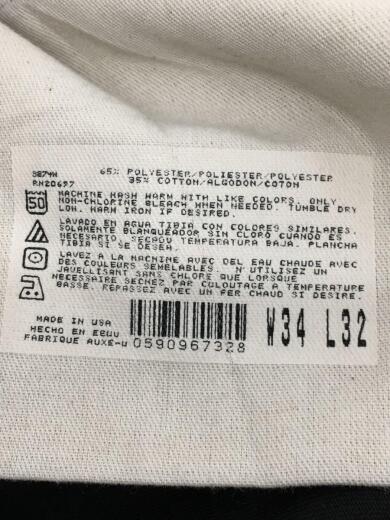 5874H 65% POLYESTER/POLIESTER/POLYESTER
RN20697 35% COTTON/ALGODON/COTON
50 MACHINE WASH WARM WITH LIKE COLORS. ONLY
NON-CHLORINE BLEACH WHEN NEEDED. TUMBLE DRY
LOW. WARM IRON IF DESIRED.
LAVADO EN AGUA TIBIA CON COLORES SIMILARES.
SOLAMENTE BLANQUEADOR SIN CLORO CUANDO ES
NECESARIO. SECADO TEMPERATURA BAJA. PLANCHA
TIBIA SI SE DESEA.
LAVEZ A LA MACHINE AVEC DEL EAU CHAUDE AVEC
DES COULEURS SEMBLABLES. N'UTILISEZ UN
JAVELLISANT SANS CHLORE QUE LORSQUE
NECESSAIRE SECHEZ PAR CULOUTAGE A TEMPERATURE
BASSE. REPASSEZ AVEC UN FER CHAUD SI DESIRE.
MADE IN USA
HECHO EN EEUU
FABRIQUE AUXÉ-U
0590967328
W34 L32